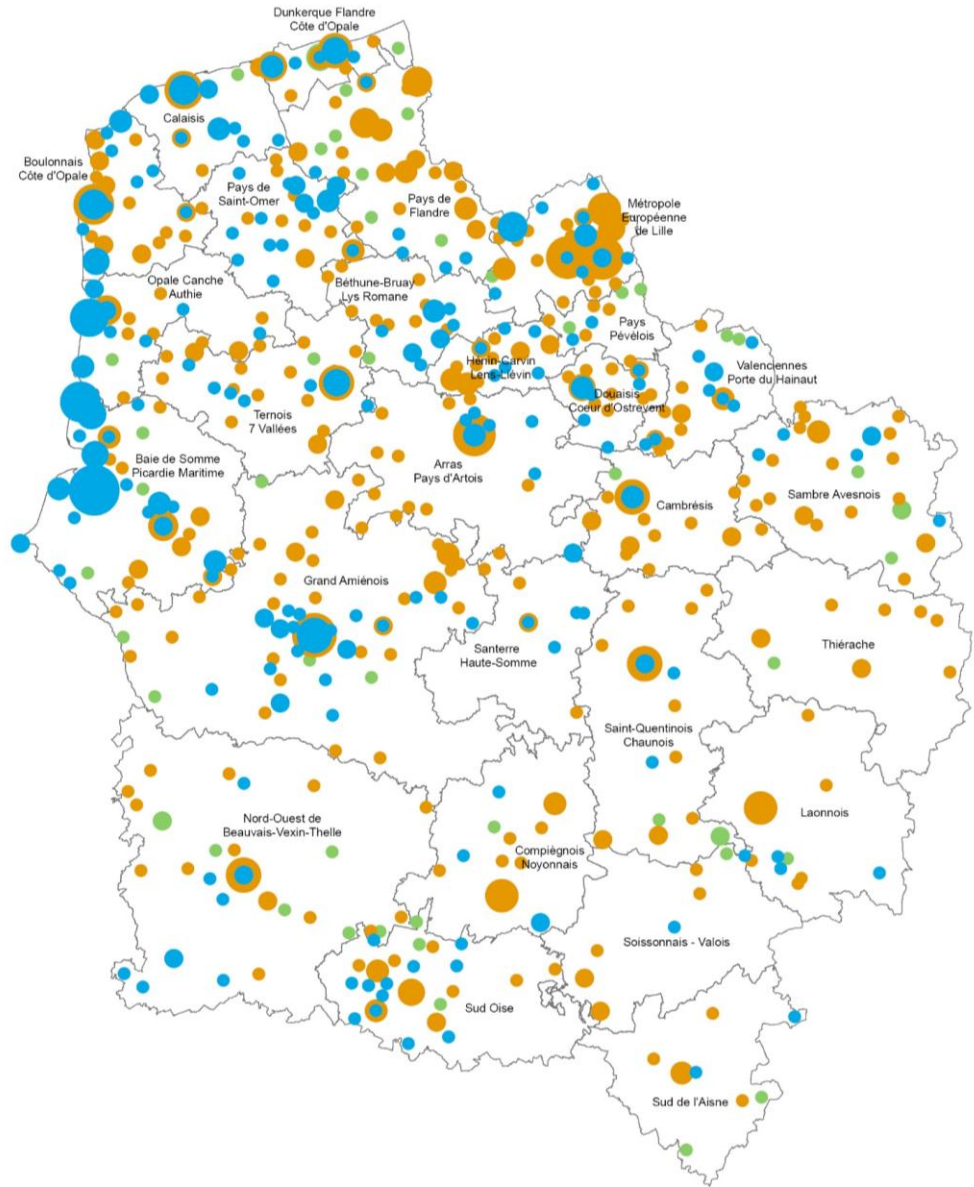 Dunkerque Flandre
Côte d'Opale
Calaisis
Boulonnais
Côte d'Opale
Pays de
Saint-Omer
Pays de
Flandre
Métropole
Européenne
de Lille
Opale Canche
Authie
Béthune-Bruay
Lys Romane
Pays
Pévélois
Hénin-Carvin
Lens-Liévin
Valenciennes
Porte du Hainaut
Douaisis
Coeur d'Ostrevent
Ternois
7 Vallées
Baie de Somme
Picardie Maritime
Arras
Pays d'Artois
Cambrésis
Sambre Avesnois
Grand Amiénois
Santerre
Haute-Somme
Thiérache
Saint-Quentinois
Chaunois
Laonnois
Nord-Ouest de
Beauvais-Vexin-Thelle
Compiègnois
Noyonnais
Soissonnais - Valois
Sud Oise
Sud de l'Aisne